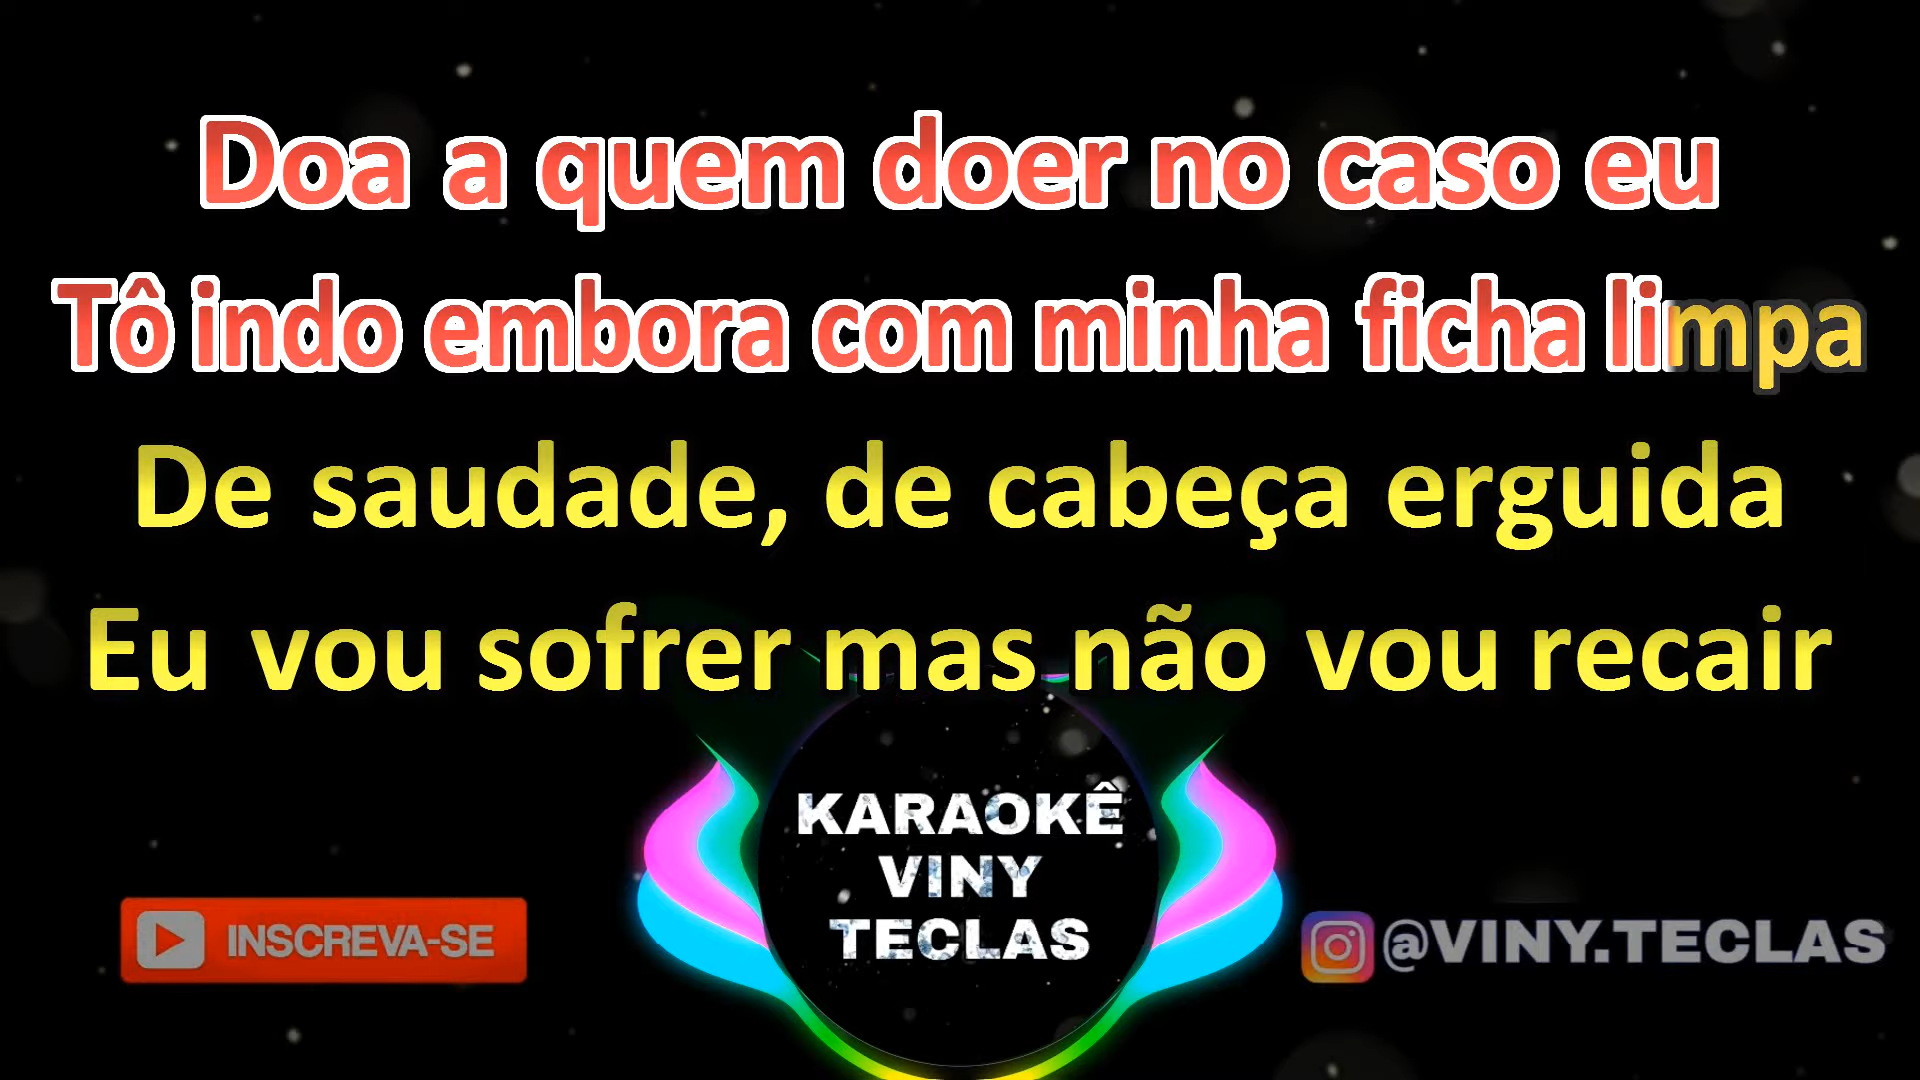 Doa a quem doer no caso eu
Tô indo embora com minha ficha limpa
De saudade, de cabeça erguida
Eu vou sofrer mas não vou recair
KARAOKÊ
VINY
TECLAS
INSCREVA-SE
@VINY.TECLAS